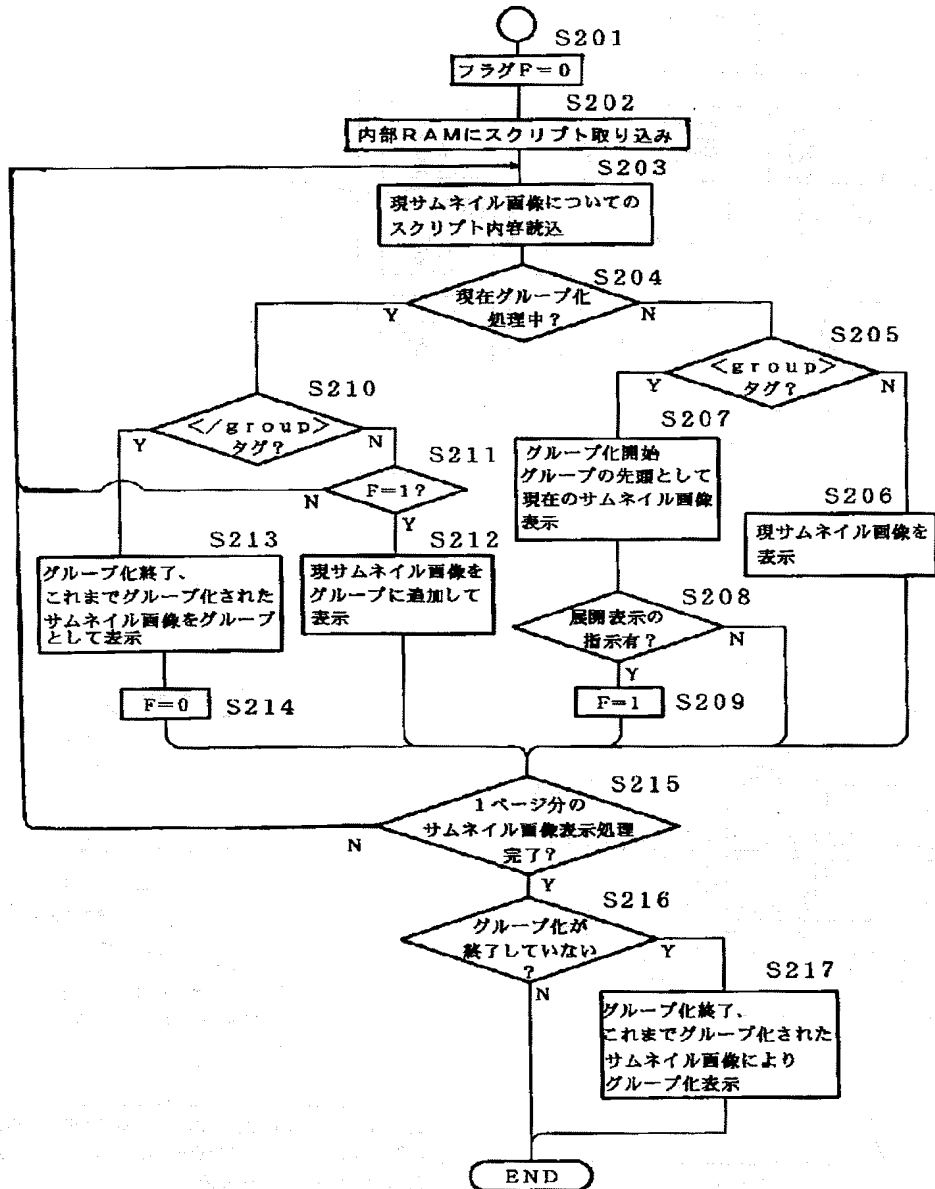 S201
フラグF=0
S202
内部RAMにスクリプト取り込み
S203
現サムネイル画像についての
スクリプト内容読込
S204
現在グループ化
処理中?
Y
N
S205
<group>
タグ?
Y
N
S210
</group>
タグ?
Y
N
S207
グループ化開始
グループの先頭として
現在のサムネイル画像
表示
S211
F=1?
N
Y
S206
現サムネイル画像を
表示
S213
グループ化終了、
これまでグループ化された
サムネイル画像をグループ
として表示
S212
現サムネイル画像を
グループに追加して
表示
S208
展開表示の
指示有?
N
Y
F=0
S214
F=1
S209
S215
1ページ分の
サムネイル画像表示処理
完了?
N
Y
S216
グループ化が
終了していない
?
Y
N
S217
グループ化終了、
これまでグループ化された
サムネイル画像により
グループ化表示
END